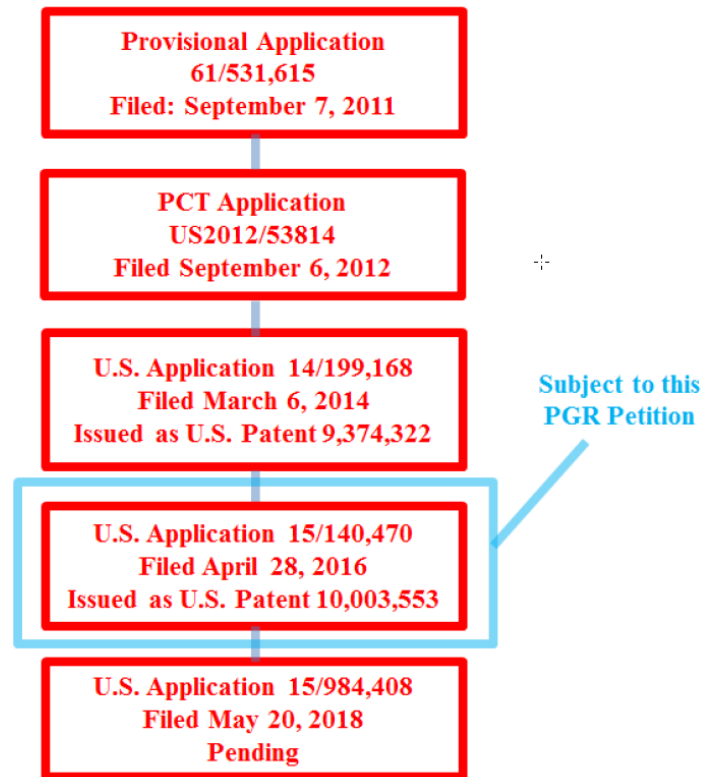 Provisional Application
61/531,615
Filed: September 7, 2011
PCT Application
US2012/53814
Filed September 6, 2012
U.S. Application 14/199,168
Filed March 6, 2014
Issued as U.S. Patent 9,374,322
Subject to this
PGR Petition
U.S. Application 15/140,470
Filed April 28, 2016
Issued as U.S. Patent 10,003,553
U.S. Application 15/984,408
Filed May 20, 2018
Pending